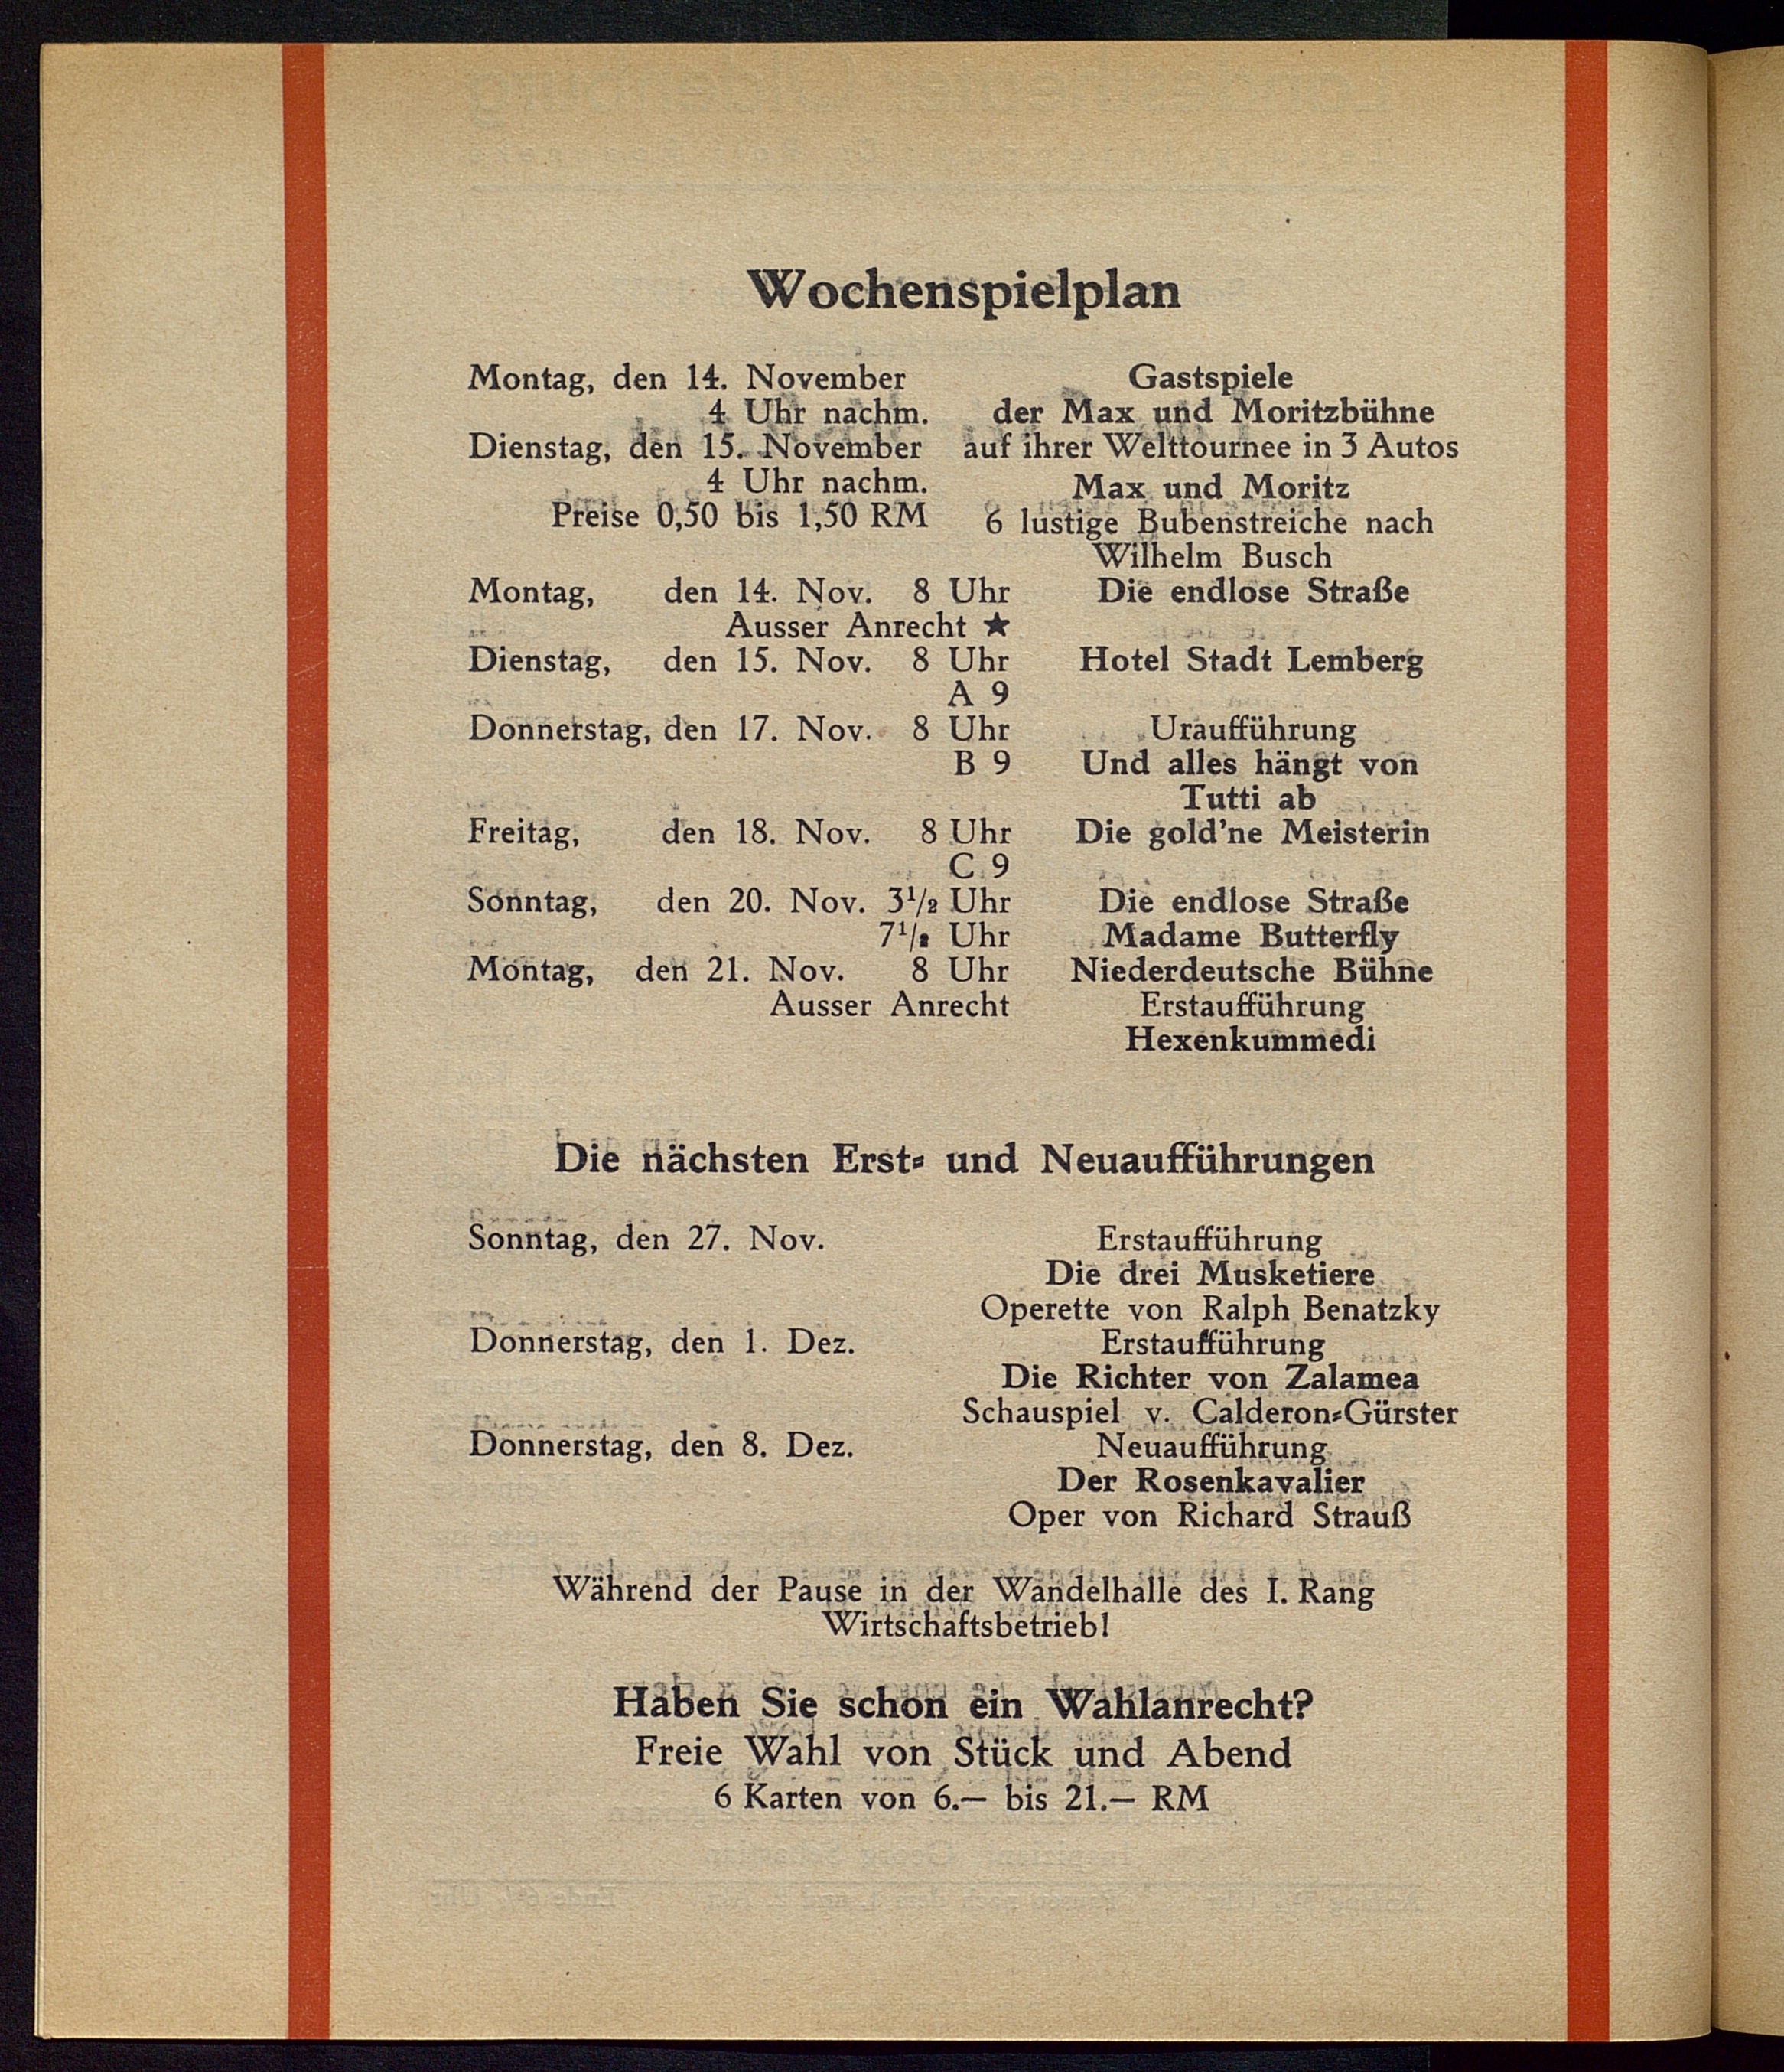 Wochenspielplan
Montag, den 14. November
4 Uhr nachm.
Dienstag, den 15. November
4 Uhr nachm.
Preise 0,50 bis 1,50 RM
Gastspiele
der Max und Moritzbühne
auf ihrer Welttournee in 3 Autos
Max und Moritz
6 lustige Bubenstreiche nach
Wilhelm Busch
Montag, den 14. Nov. 8 Uhr Die endlose Straße
Ausser Anrecht ★
Dienstag, den 15. Nov. 8 Uhr Hotel Stadt Lemberg
A 9
Donnerstag, den 17. Nov. 8 Uhr Uraufführung
B 9 Und alles hängt von
Tutti ab
Freitag, den 18. Nov. 8 Uhr Die gold'ne Meisterin
C 9
Sonntag, den 20. Nov. 3½ Uhr Die endlose Straße
7½ Uhr Madame Butterfly
Montag, den 21. Nov. 8 Uhr Niederdeutsche Bühne
Ausser Anrecht Erstaufführung
Hexenkummedi
Die nächsten Erst- und Neuaufführungen
Sonntag, den 27. Nov. Erstaufführung
Die drei Musketiere
Operette von Ralph Benatzky
Donnerstag, den 1. Dez. Erstaufführung
Die Richter von Zalamea
Schauspiel v. Calderon-Gürster
Donnerstag, den 8. Dez. Neuaufführung
Der Rosenkavalier
Oper von Richard Strauß
Während der Pause in der Wandelhalle des I. Rang
Wirtschaftsbetrieb!
Haben Sie schon ein Wahlanrecht?
Freie Wahl von Stück und Abend
6 Karten von 6.— bis 21.— RM